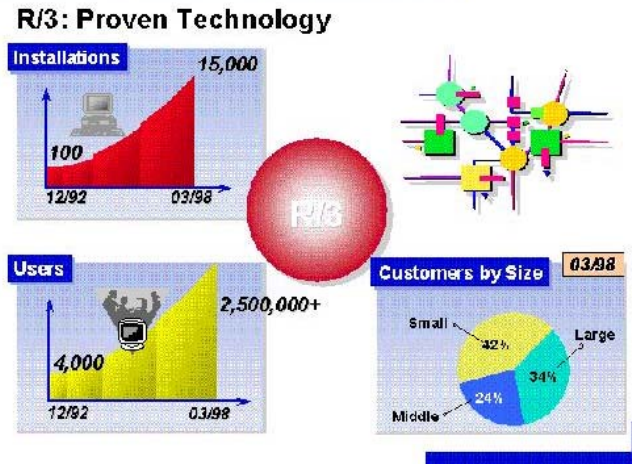 R/3: Proven Technology
Installations
15,000
100
12/92
03/98
R/3
Users
2,500,000+
4,000
12/92
03/98
Customers by Size
03/98
Small
42%
Large
34%
24%
Middle